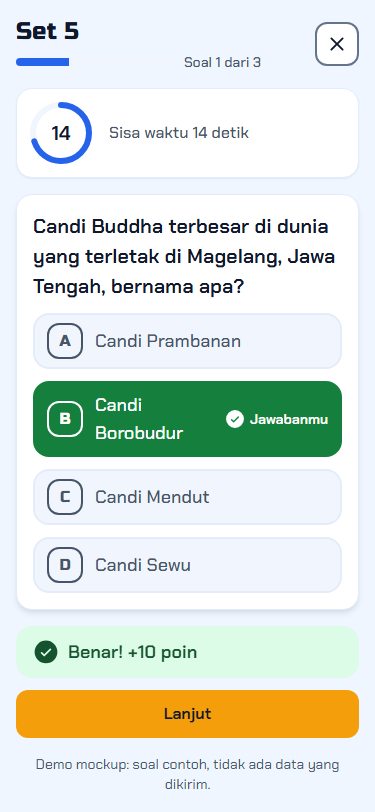 Set 5
Soal 1 dari 3
14
Sisa waktu 14 detik
Candi Buddha terbesar di dunia
yang terletak di Magelang, Jawa
Tengah, bernama apa?
A
Candi Prambanan
B
Candi
Borobudur
Jawabanmu
C
Candi Mendut
D
Candi Sewu
Benar! +10 poin
Lanjut
Demo mockup: soal contoh, tidak ada data yang
dikirim.